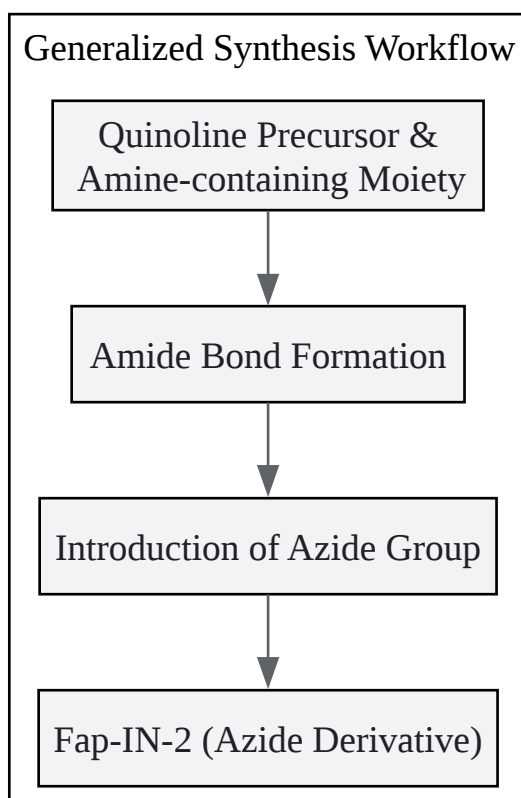 Generalized Synthesis Workflow
Quinoline Precursor &
Amine-containing Moiety
Amide Bond Formation
Introduction of Azide Group
Fap-IN-2 (Azide Derivative)